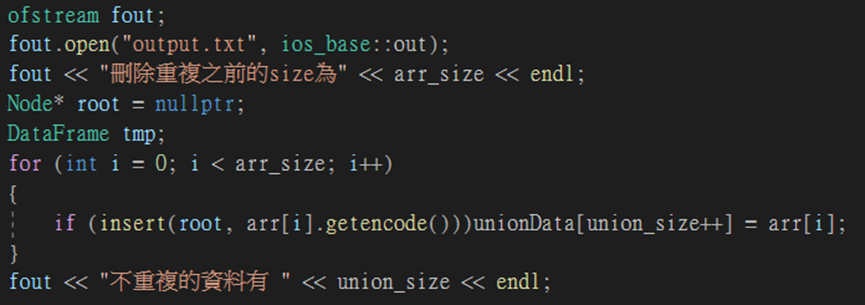 ofstream fout;
fout.open("output.txt", ios_base::out);
fout << "刪除重複之前的size為" << arr_size << endl;
Node* root = nullptr;
DataFrame tmp;
for (int i = 0; i < arr_size; i++)
{
if (insert(root, arr[i].getencode()))unionData[union_size++] = arr[i];
}
fout << "不重複的資料有 " << union_size << endl;